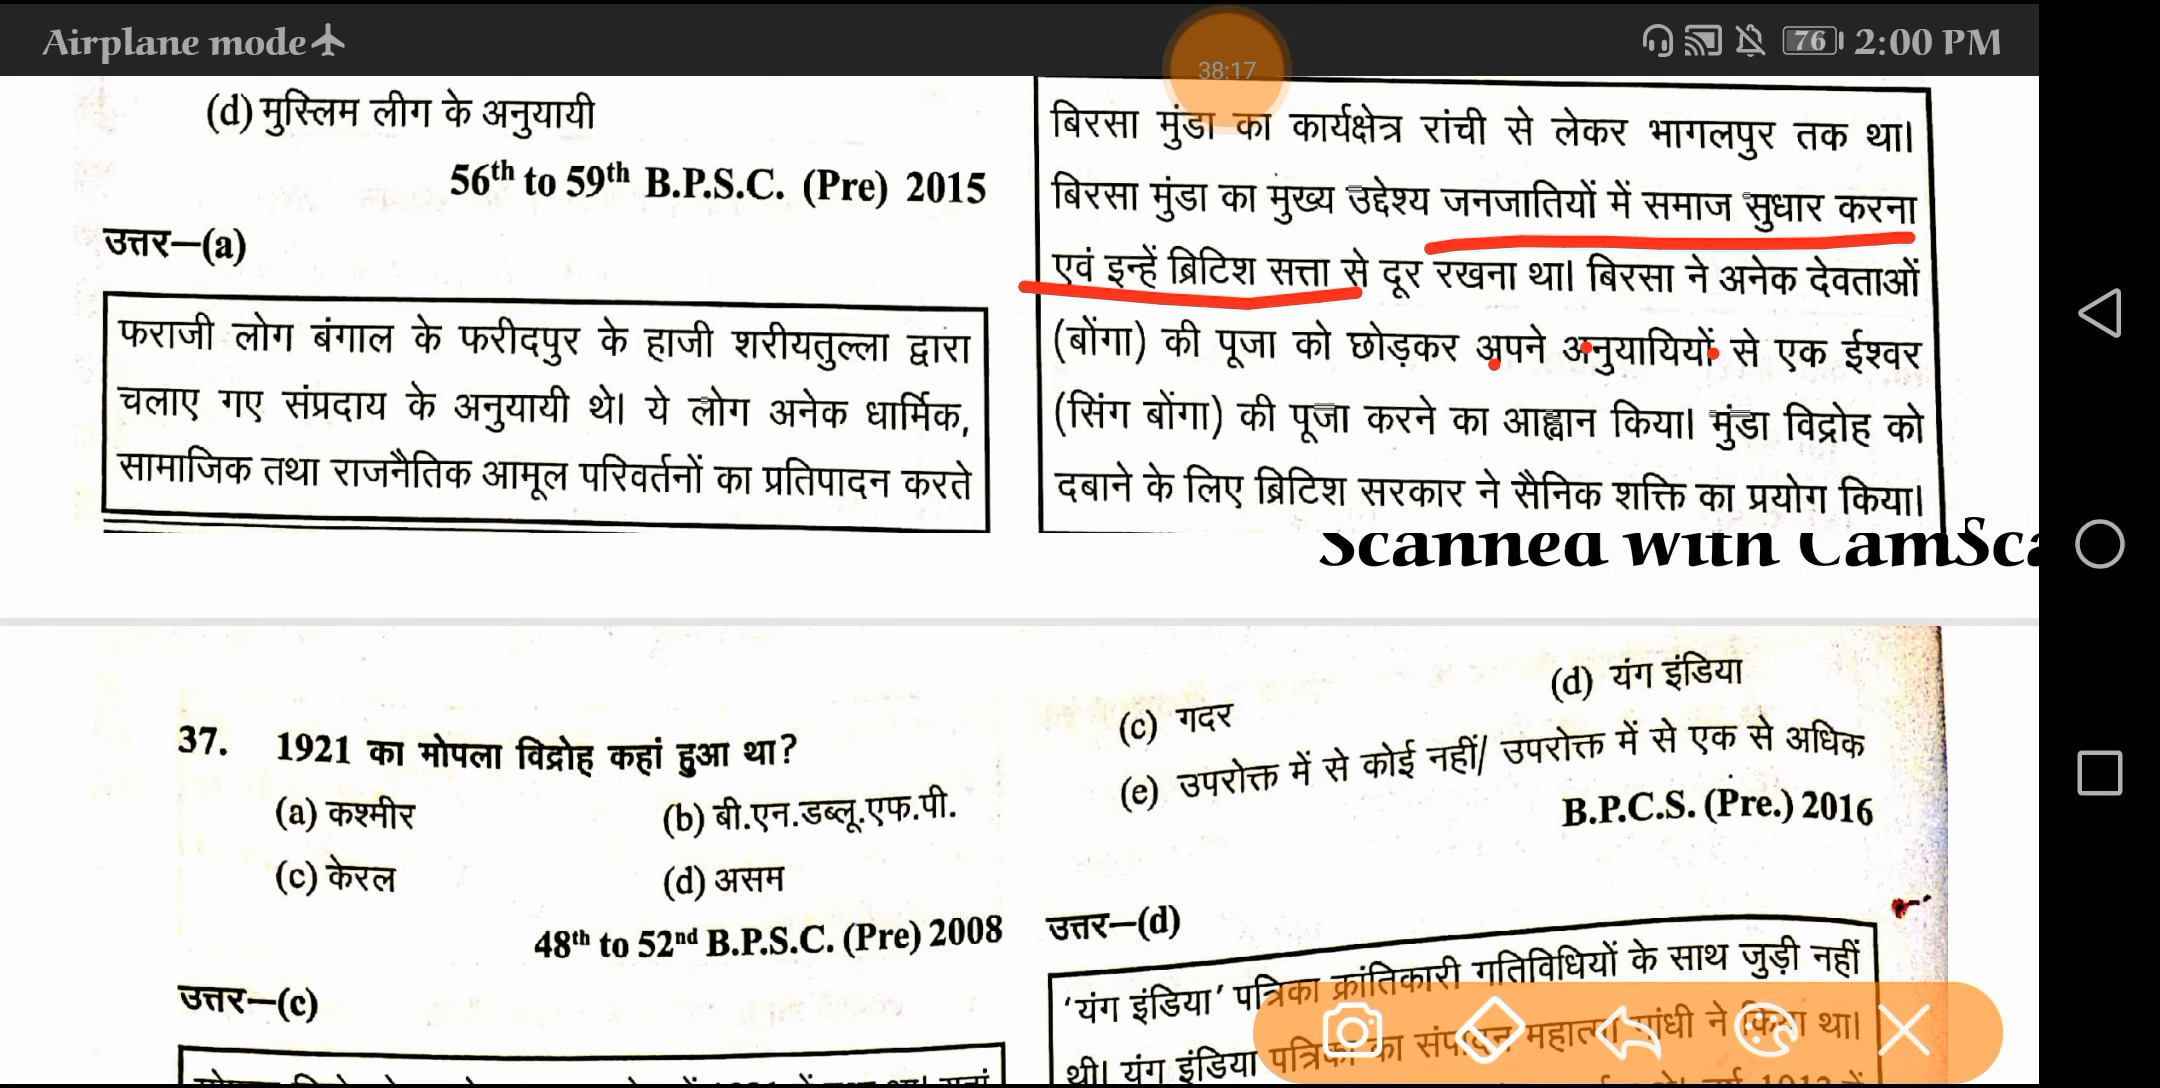 Airplane mode
38:17
76 2:00 PM
(d) मुस्लिम लीग के अनुयायी
56th to 59th B.P.S.C. (Pre) 2015
उत्तर—(a)
फराजी लोग बंगाल के फरीदपुर के हाजी शरीयतुल्ला द्वारा
चलाए गए संप्रदाय के अनुयायी थे। ये लोग अनेक धार्मिक,
सामाजिक तथा राजनैतिक आमूल परिवर्तनों का प्रतिपादन करते
बिरसा मुंडा का कार्यक्षेत्र रांची से लेकर भागलपुर तक था।
बिरसा मुंडा का मुख्य उद्देश्य जनजातियों में समाज सुधार करना
एवं इन्हें ब्रिटिश सत्ता से दूर रखना था। बिरसा ने अनेक देवताओं
(बोंगा) की पूजा को छोड़कर अपने अनुयायियों से एक ईश्वर
(सिंग बोंगा) की पूजा करने का आह्वान किया। मुंडा विद्रोह को
दबाने के लिए ब्रिटिश सरकार ने सैनिक शक्ति का प्रयोग किया।
Scanned with CamSca
37. 1921 का मोपला विद्रोह कहां हुआ था?
(a) कश्मीर (b) बी.एन.डब्लू.एफ.पी.
(c) केरल (d) असम
48th to 52nd B.P.S.C. (Pre) 2008
उत्तर—(c)
(c) गदर (d) यंग इंडिया
(e) उपरोक्त में से कोई नहीं/ उपरोक्त में से एक से अधिक
B.P.C.S. (Pre.) 2016
उत्तर—(d)
‘यंग इंडिया’ पत्रिका क्रांतिकारी गतिविधियों के साथ जुड़ी नहीं
थी। यंग इंडिया पत्रिका का संपादन महात्मा गांधी ने किया था।